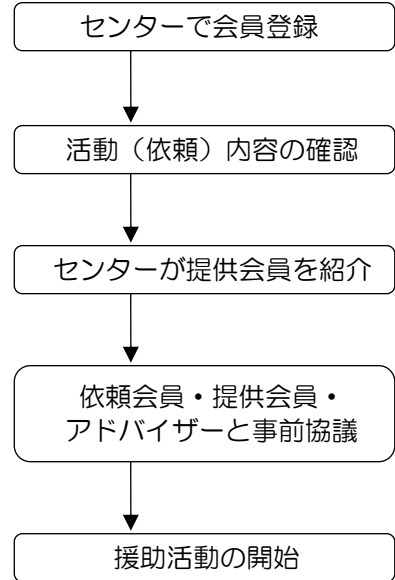 センターで会員登録
活動（依頼）内容の確認
センターが提供会員を紹介
依頼会員・提供会員・
アドバイザーと事前協議
援助活動の開始